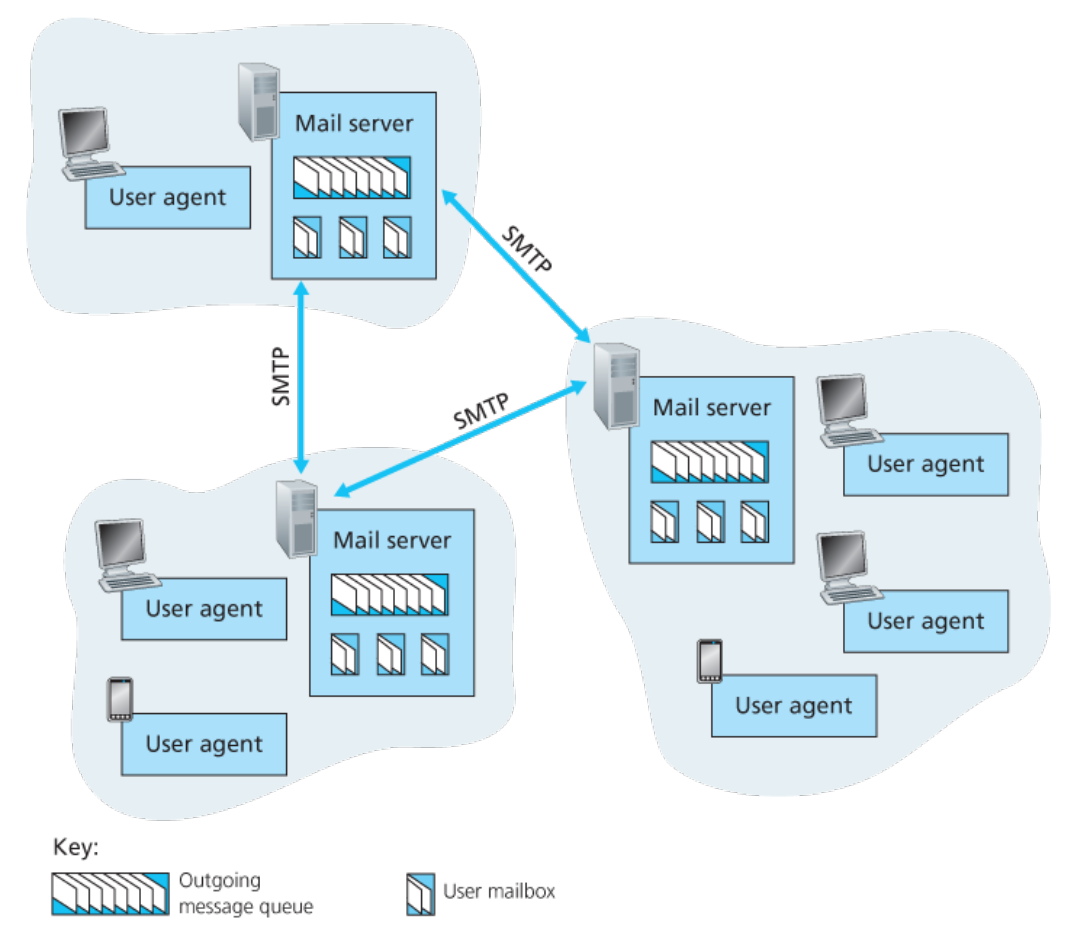 Mail server
User agent
SMTP
SMTP
SMTP
Mail server
User agent
User agent
User agent
Mail server
User agent
User agent
Key:
Outgoing
message queue
User mailbox